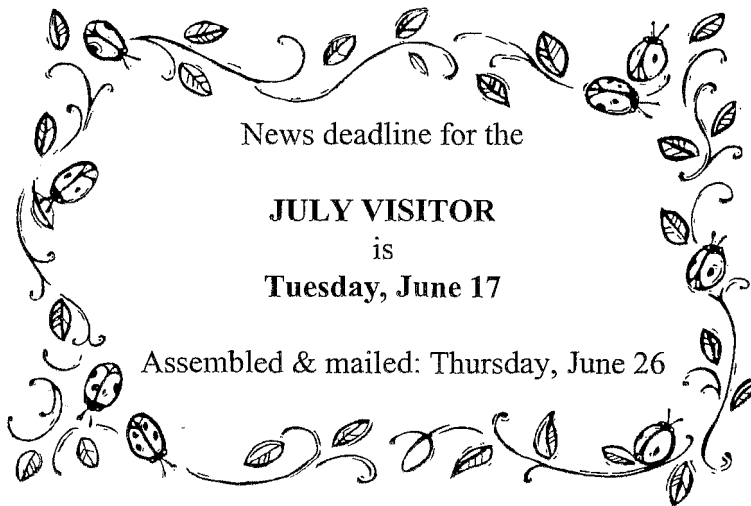 News deadline for the
JULY VISITOR
is
Tuesday, June 17
Assembled & mailed: Thursday, June 26